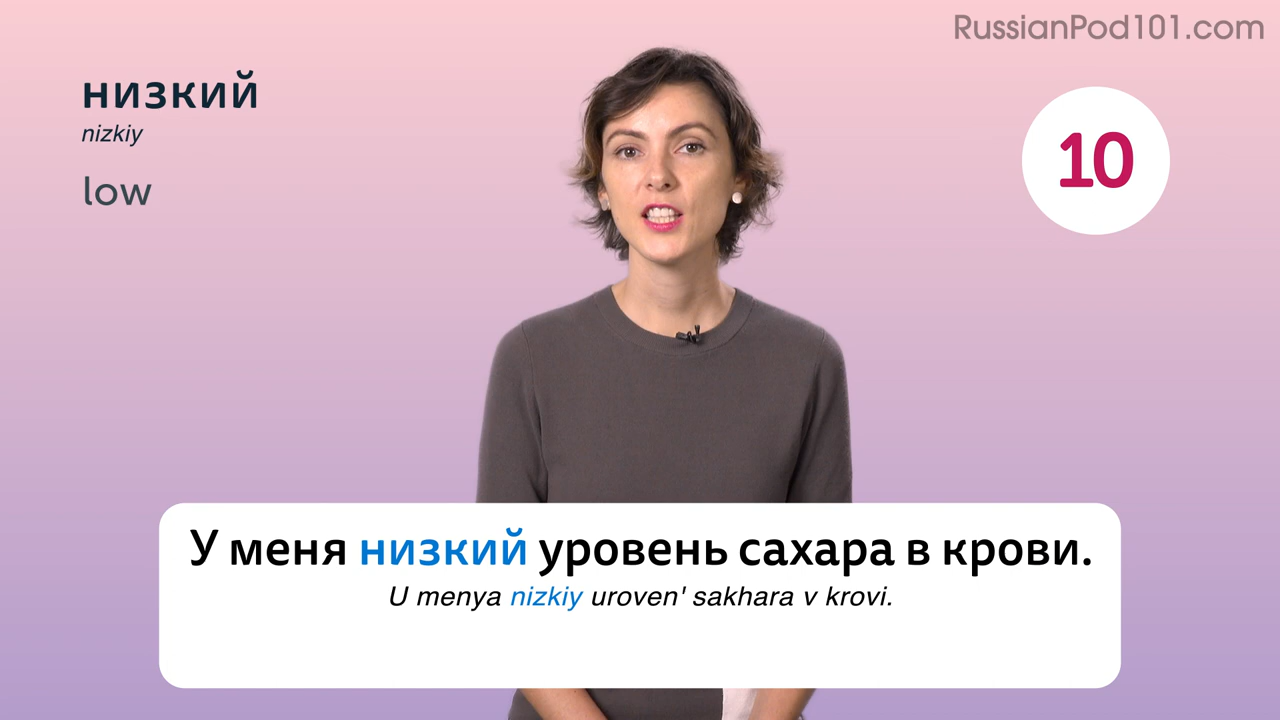 RussianPod101.com
низкий
nizkiy
low
10
У меня низкий уровень сахара в крови.
U menya nizkiy uroven' sakhara v krovi.